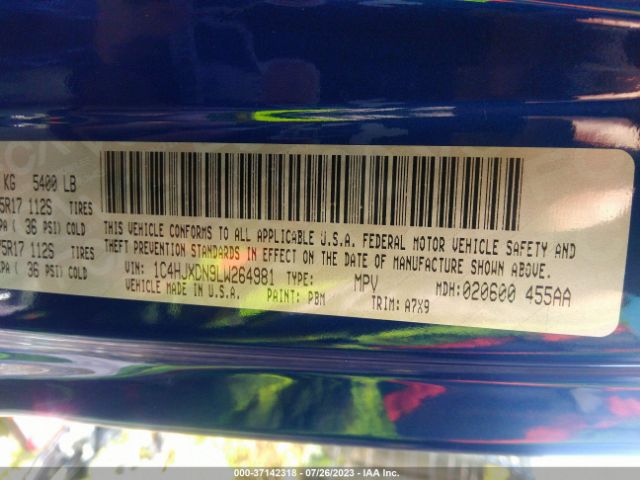 KG 5400 LB
5R17 112S TIRES
PA ( 36 PSI) COLD
75R17 112S TIRES
PA ( 36 PSI) COLD
THIS VEHICLE CONFORMS TO ALL APPLICABLE U.S.A. FEDERAL MOTOR VEHICLE SAFETY AND
THEFT PREVENTION STANDARDS IN EFFECT ON THE DATE OF MANUFACTURE SHOWN ABOVE.
VIN: 1C4HJXDN9LW264981 TYPE: MPV MDH:020600 455AA
VEHICLE MADE IN U.S.A. PAINT: PBM TRIM: A7X9
000-37142318 - 07/26/2023 - IAA Inc.